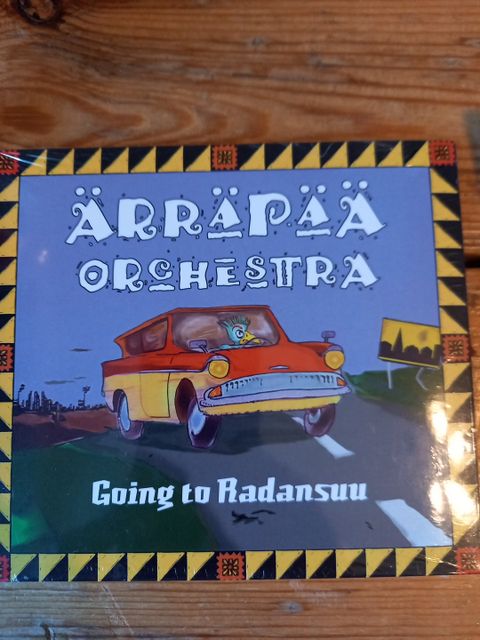 ÄRRÄPÄÄ
ORCHESTRA
Going to Radansuu